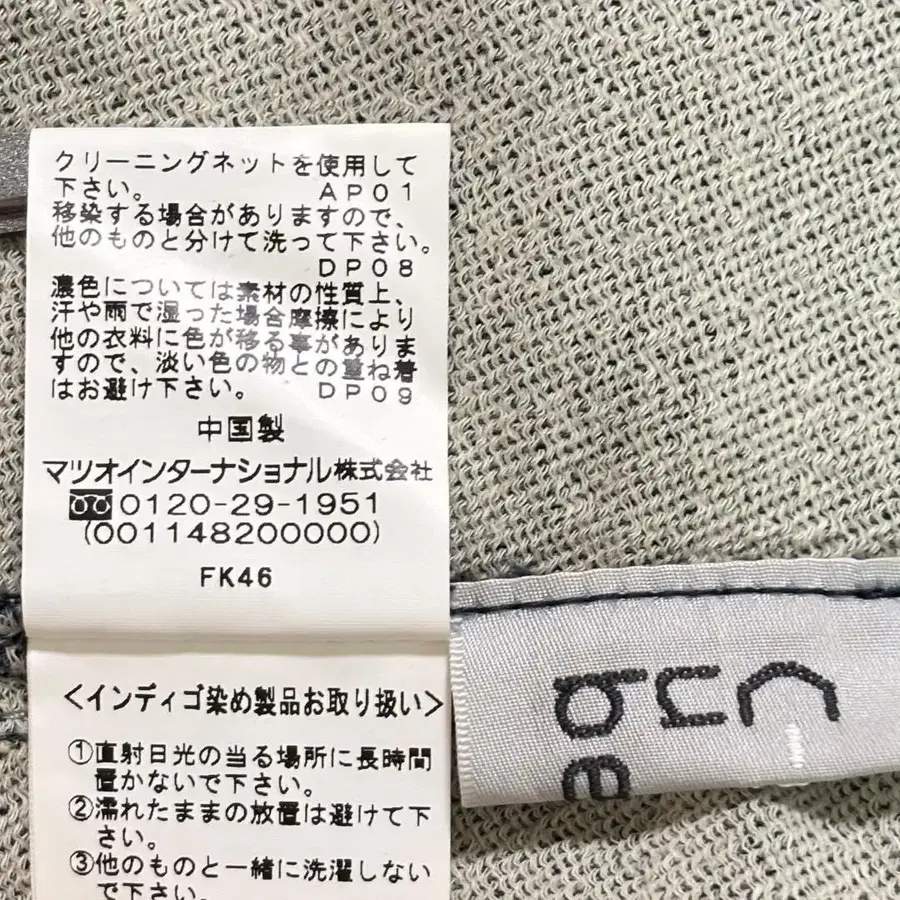 クリーニングネットを使用して
下さい。 AP01
移染する場合がありますので、
他のものと分けて洗って下さい。
DP08
濃色については素材の性質上、
汗や雨で湿った場合摩擦により
他の衣料に色が移る事がありま
すので、淡い色の物との重ね着
はお避け下さい。 DP09
中国製
マツオインターナショナル株式会社
0120-29-1951
(001148200000)
FK46
<インディゴ染め製品お取り扱い>
①直射日光の当る場所に長時間
置かないで下さい。
②濡れたままの放置は避けて下
さい。
③他のものと一緒に洗濯しない
で下さい。